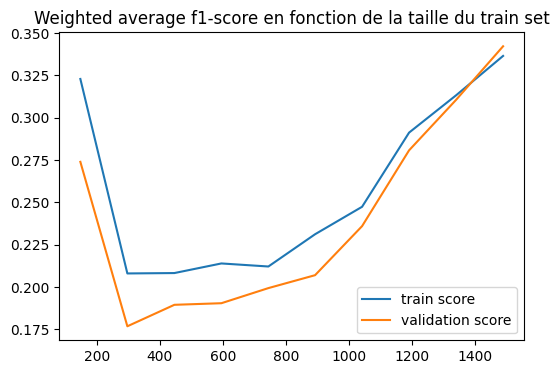 Weighted average f1-score en fonction de la taille du train set
0.350
0.325
0.300
0.275
0.250
0.225
0.200
0.175
200 400 600 800 1000 1200 1400
train score
validation score